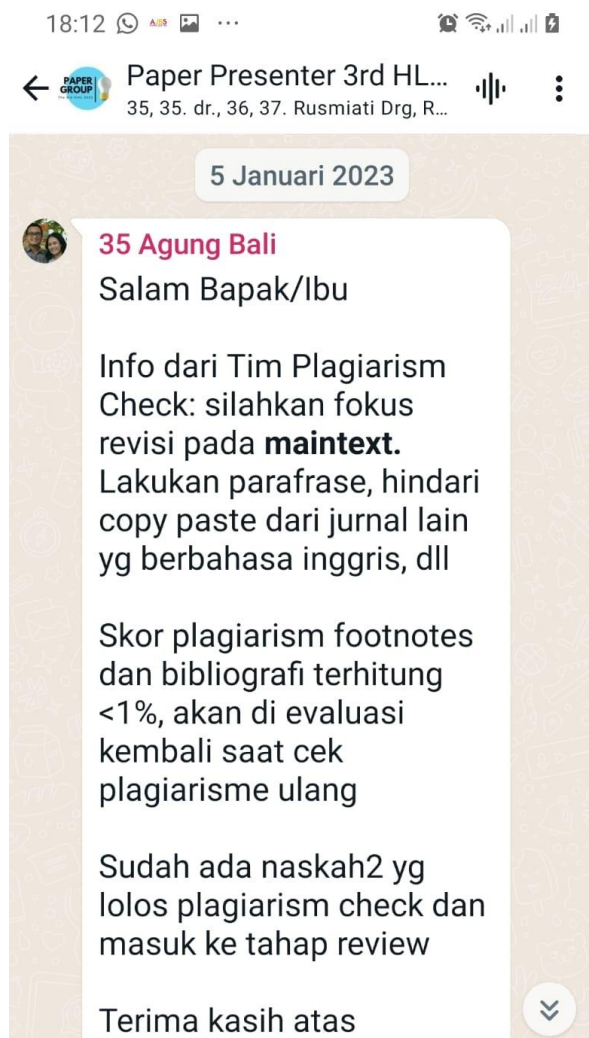 18:12
Paper Presenter 3rd HL...
PAPER
GROUP
35, 35. dr., 36, 37. Rusmiati Drg, R...
5 Januari 2023
35 Agung Bali
Salam Bapak/Ibu
Info dari Tim Plagiarism
Check: silahkan fokus
revisi pada maintext.
Lakukan parafrase, hindari
copy paste dari jurnal lain
yg berbahasa inggris, dll
Skor plagiarism footnotes
dan bibliografi terhitung
<1%, akan di evaluasi
kembali saat cek
plagiarisme ulang
Sudah ada naskah2 yg
lolos plagiarism check dan
masuk ke tahap review
Terima kasih atas